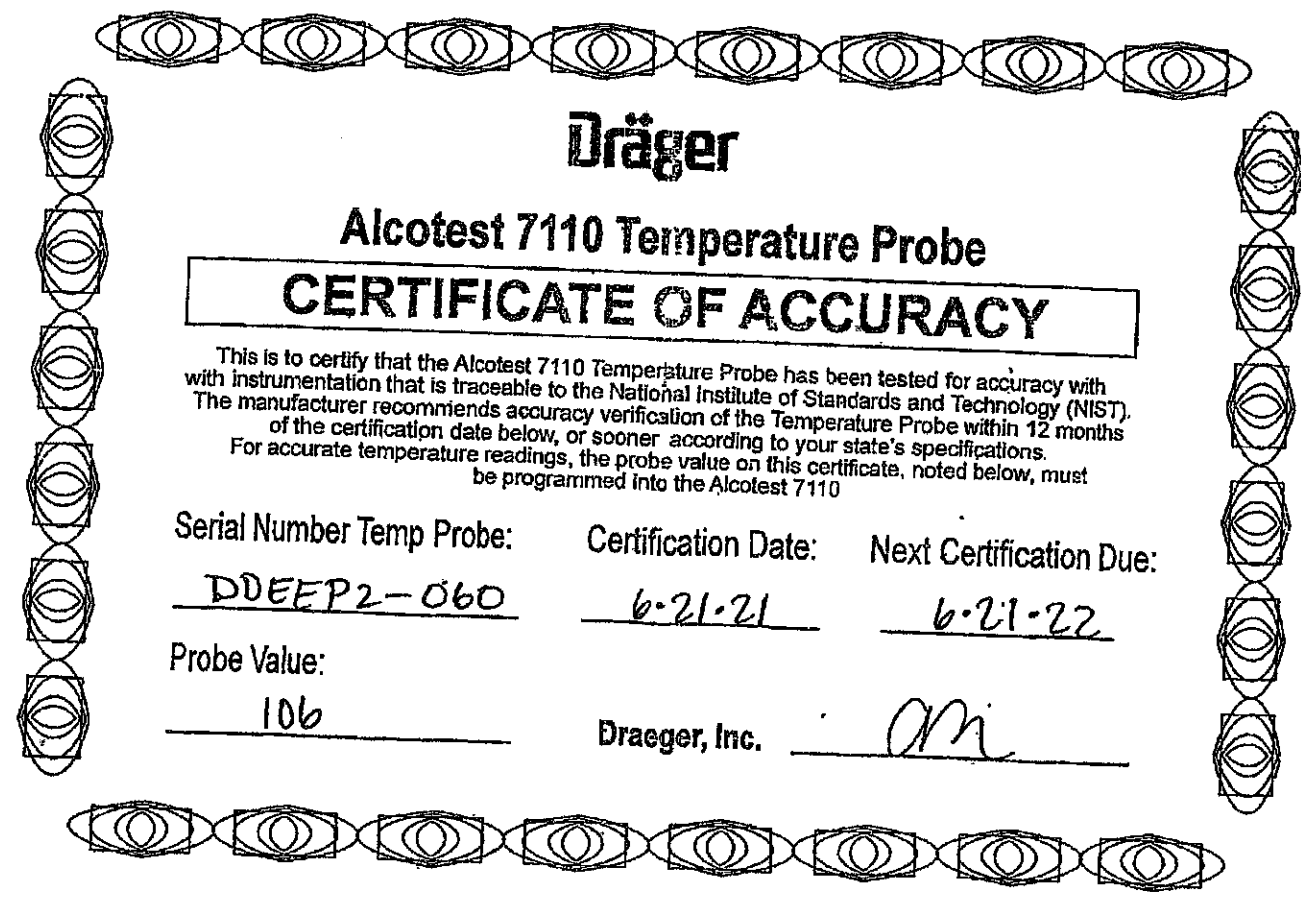 Dräger
Alcotest 7110 Temperature Probe
CERTIFICATE OF ACCURACY
This is to certify that the Alcotest 7110 Temperature Probe has been tested for accuracy with
with instrumentation that is traceable to the National Institute of Standards and Technology (NIST).
The manufacturer recommends accuracy verification of the Temperature Probe within 12 months
of the certification date below, or sooner according to your state's specifications.
For accurate temperature readings, the probe value on this certificate, noted below, must
be programmed into the Alcotest 7110
Serial Number Temp Probe: Certification Date: Next Certification Due:
DDEEP2-060 6·21·21 6·21·22
Probe Value:
106
Draeger, Inc.